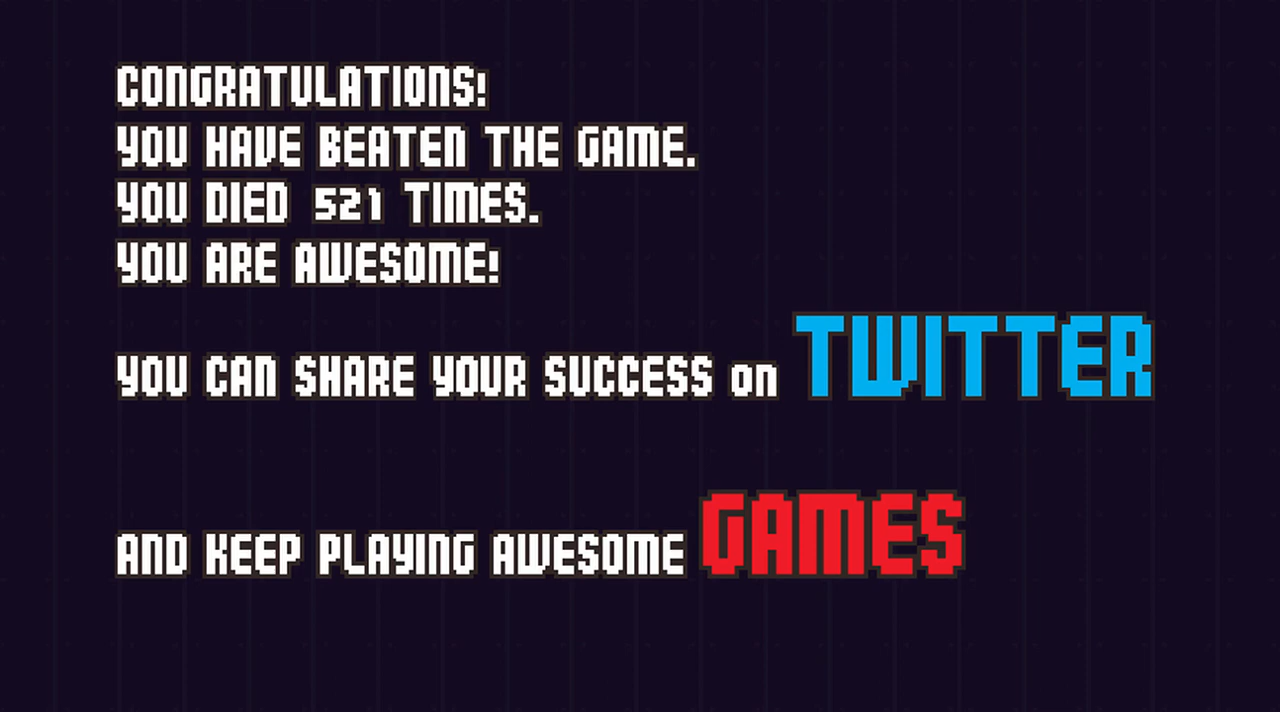 CONGRATULATIONS!
YOU HAVE BEATEN THE GAME.
YOU DIED 521 TIMES.
YOU ARE AWESOME!
YOU CAN SHARE YOUR SUCCESS on TWITTER
AND KEEP PLAYING AWESOME GAMES